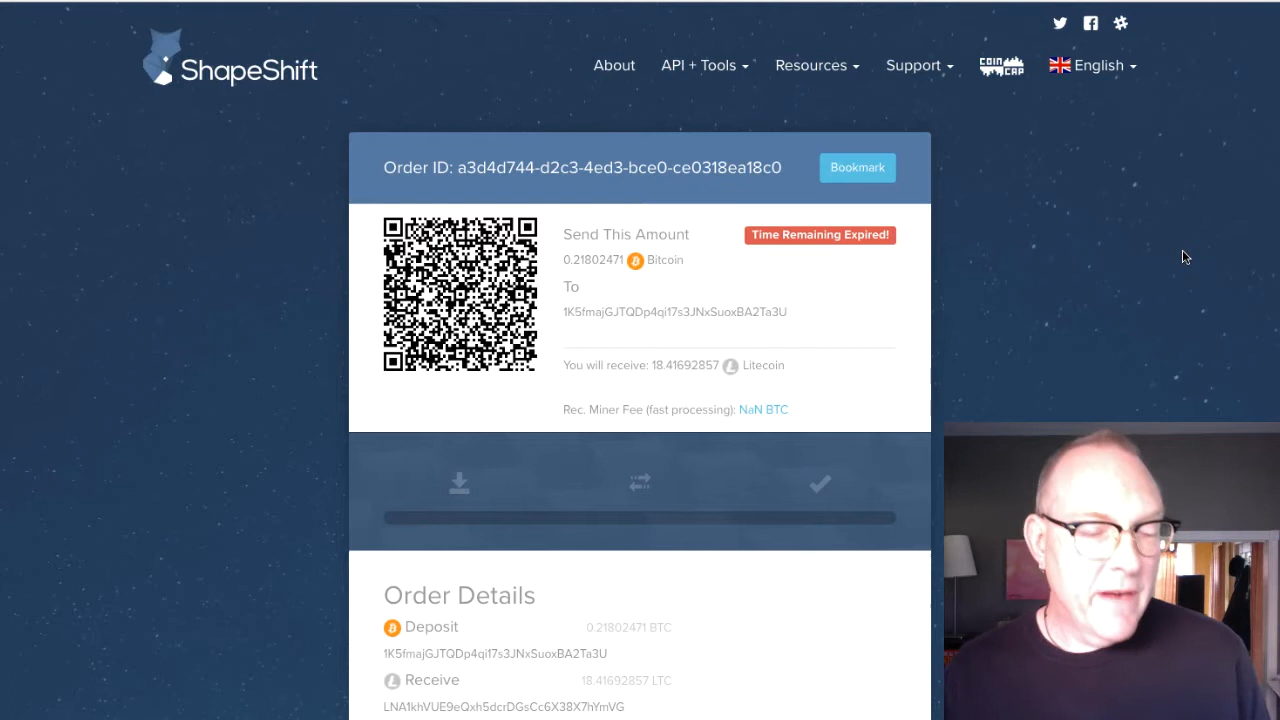 ShapeShift
About
API + Tools
Resources
Support
COIN CAP
English
Order ID: a3d4d744-d2c3-4ed3-bce0-ce0318ea18c0
Bookmark
Send This Amount
Time Remaining Expired!
0.21802471 Bitcoin
To
1K5fmajGJTQDp4qi17s3JNxSuoxBA2Ta3U
You will receive: 18.41692857 Litecoin
Rec. Miner Fee (fast processing): NaN BTC
Order Details
Deposit 0.21802471 BTC
1K5fmajGJTQDp4qi17s3JNxSuoxBA2Ta3U
Receive 18.41692857 LTC
LNA1khVUE9eQxh5dcrDGsCc6X38X7hYmVG